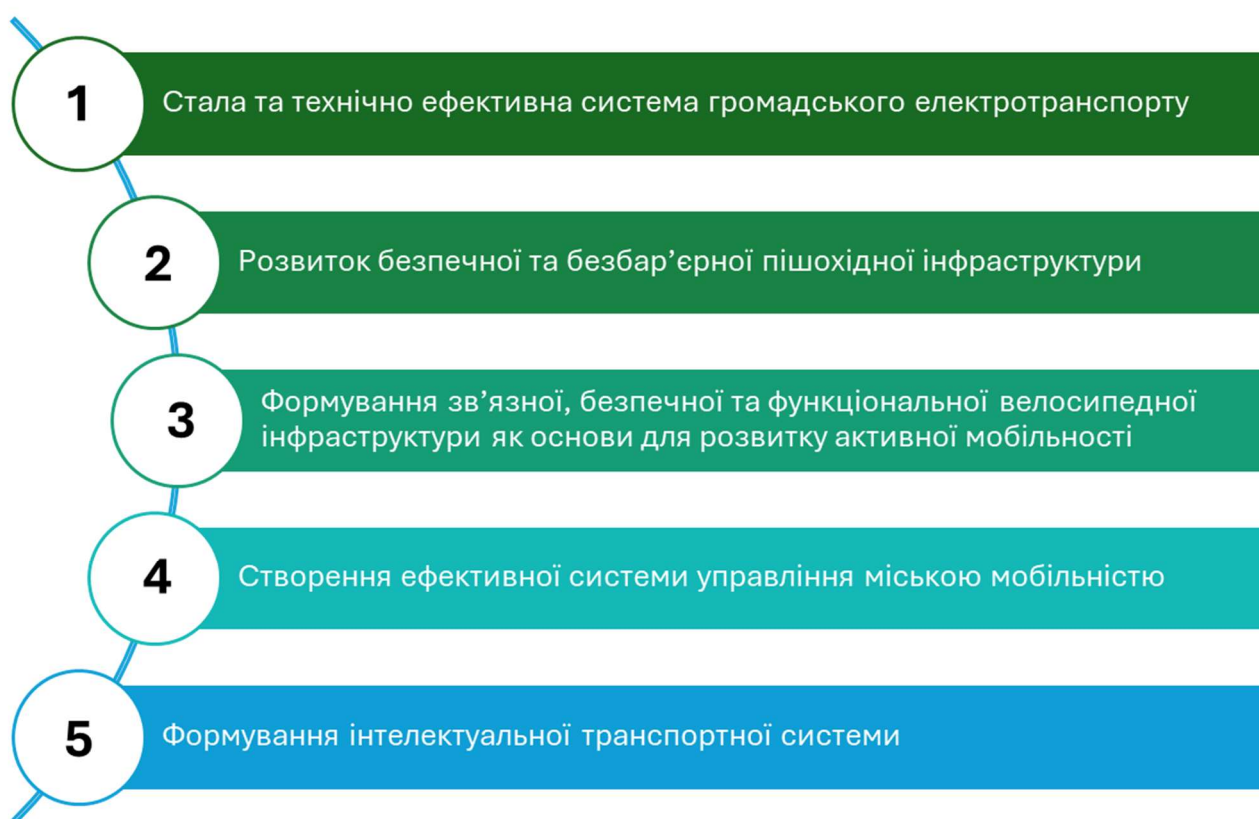 1
Стала та технічно ефективна система громадського електротранспорту
2
Розвиток безпечної та безбар’єрної пішохідної інфраструктури
3
Формування зв’язної, безпечної та функціональної велосипедної
інфраструктури як основи для розвитку активної мобільності
4
Створення ефективної системи управління міською мобільністю
5
Формування інтелектуальної транспортної системи